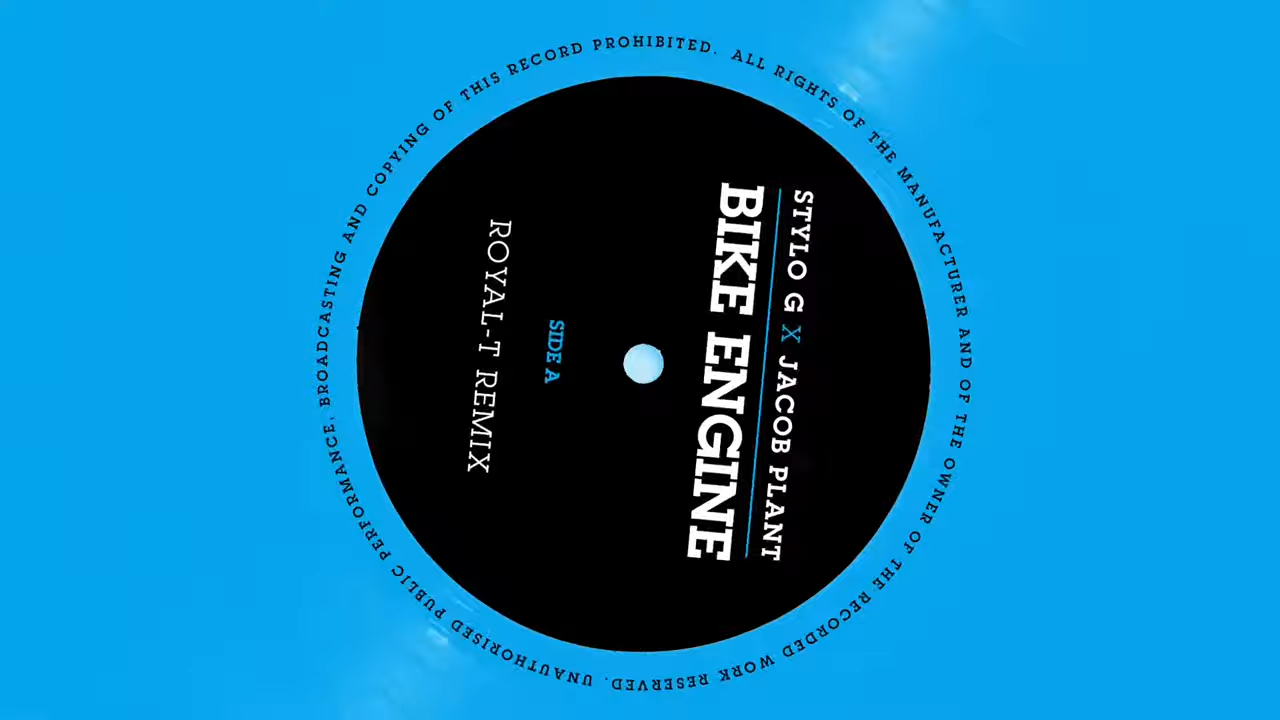 STYLO G X JACOB PLANT
BIKE ENGINE
SIDE A
ROYAL-T REMIX
ALL RIGHTS OF THE MANUFACTURER AND OF THE OWNER OF THE RECORDED WORK RESERVED. UNAUTHORISED PUBLIC PERFORMANCE, BROADCASTING AND COPYING OF THIS RECORD PROHIBITED.